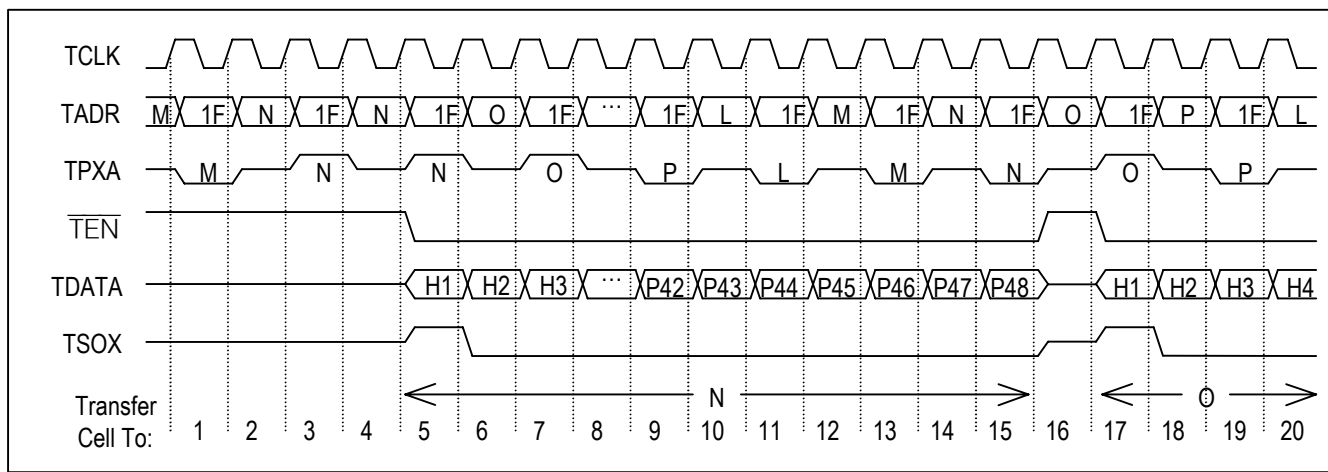 TCLK
TADR M 1F N 1F N 1F O 1F ... 1F L 1F M 1F N 1F O 1F P 1F L
TPXA M N N O P L M N O P
TEN
TDATA H1 H2 H3 ... P42 P43 P44 P45 P46 P47 P48 H1 H2 H3 H4
TSOX
N O
Transfer
Cell To: 1 2 3 4 5 6 7 8 9 10 11 12 13 14 15 16 17 18 19 20